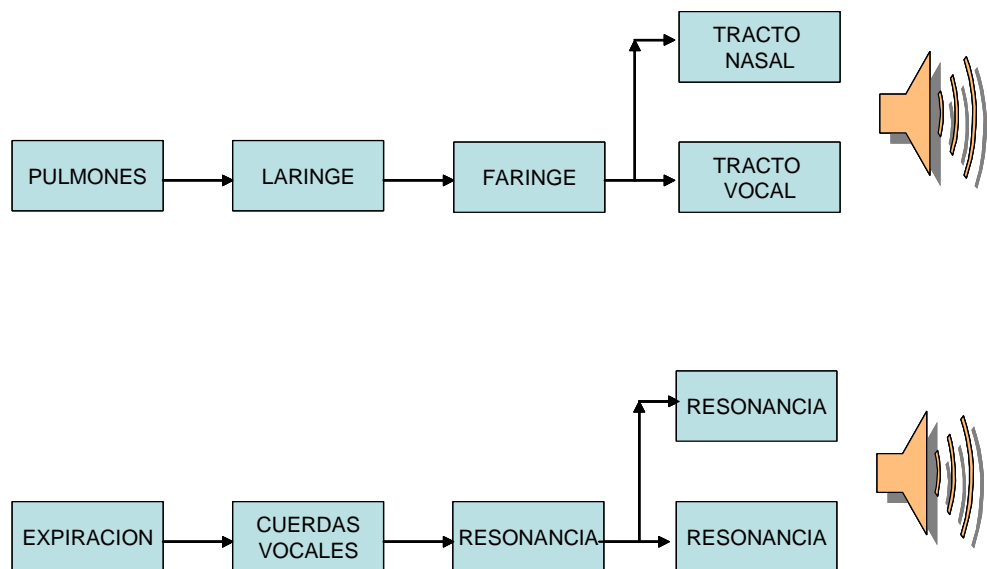 TRACTO
NASAL
PULMONES
LARINGE
FARINGE
TRACTO
VOCAL
RESONANCIA
EXPIRACION
CUERDAS
VOCALES
RESONANCIA
RESONANCIA